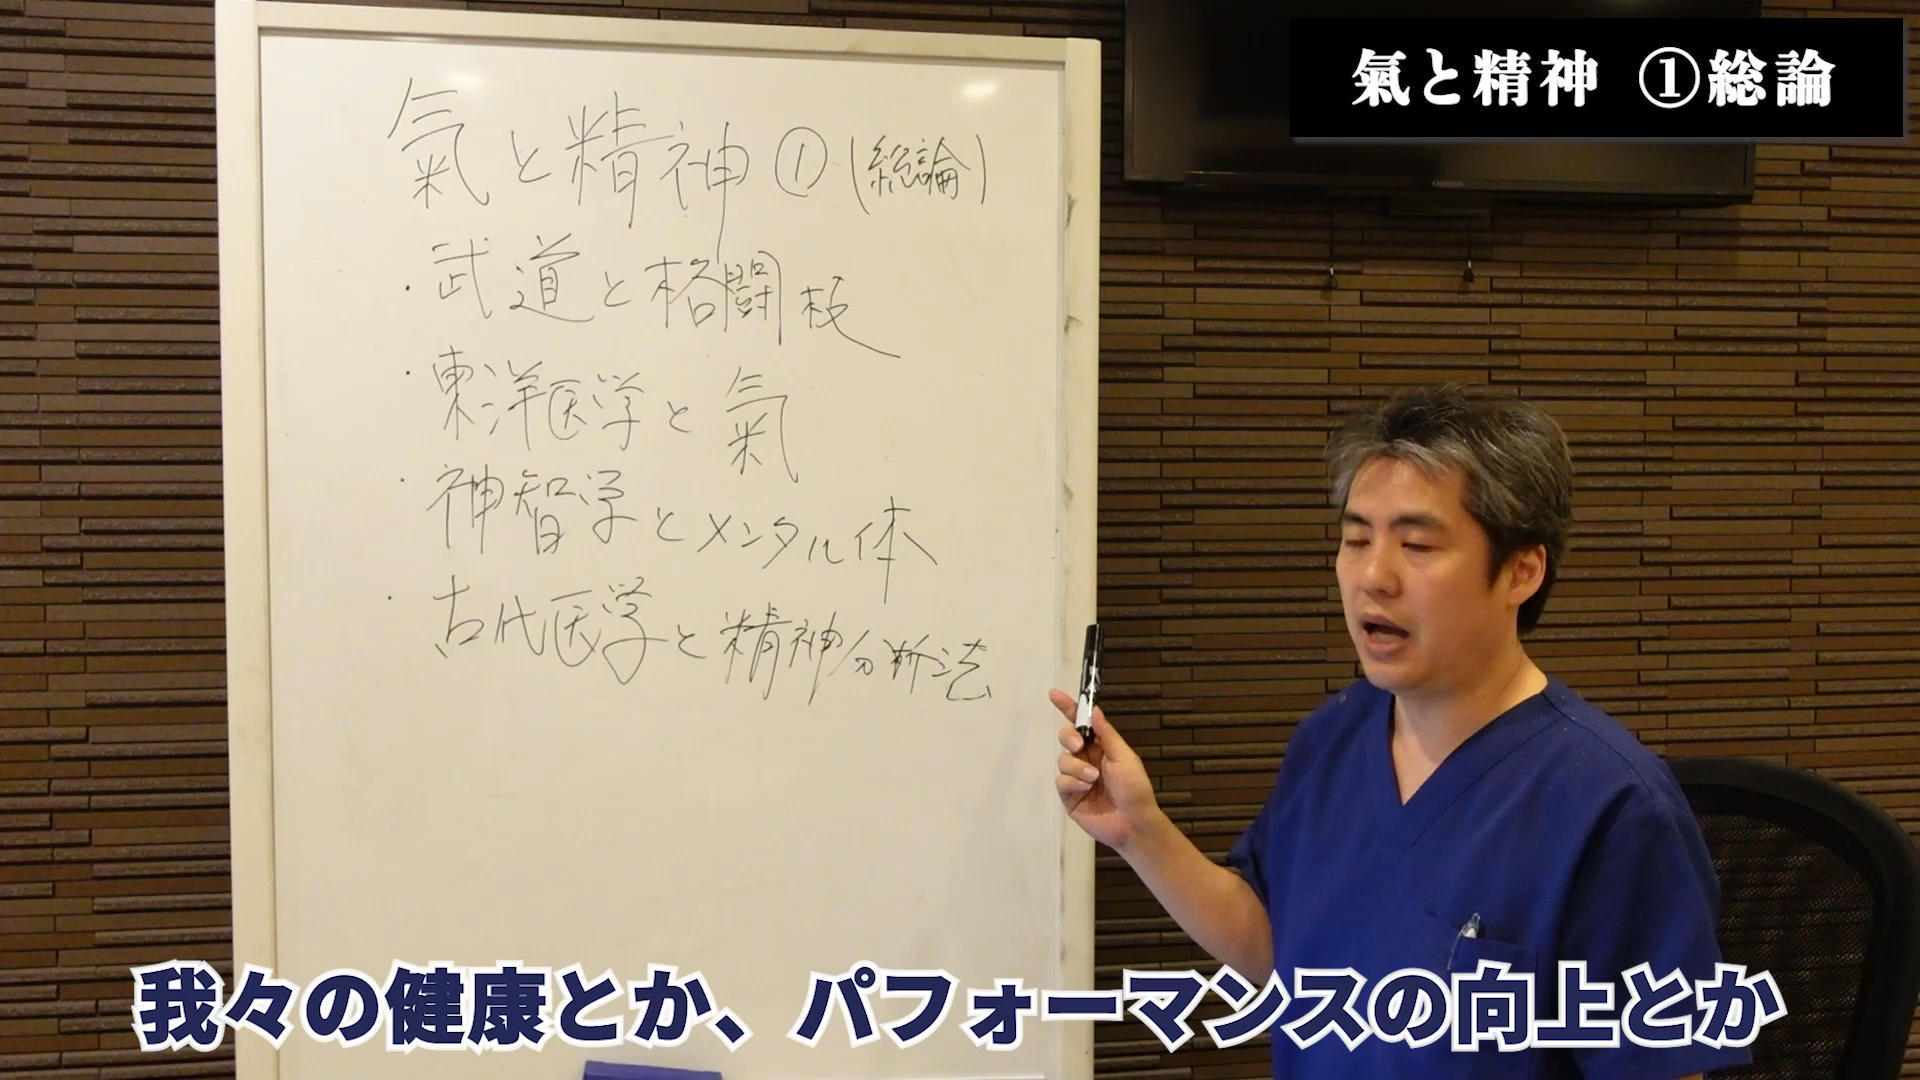 氣と精神 ①総論
氣と精神①(総論)
・武道と格闘技
・東洋医学と氣
・神智学とメンタル体
・古代医学と精神分断法
我々の健康とか、パフォーマンスの向上とか